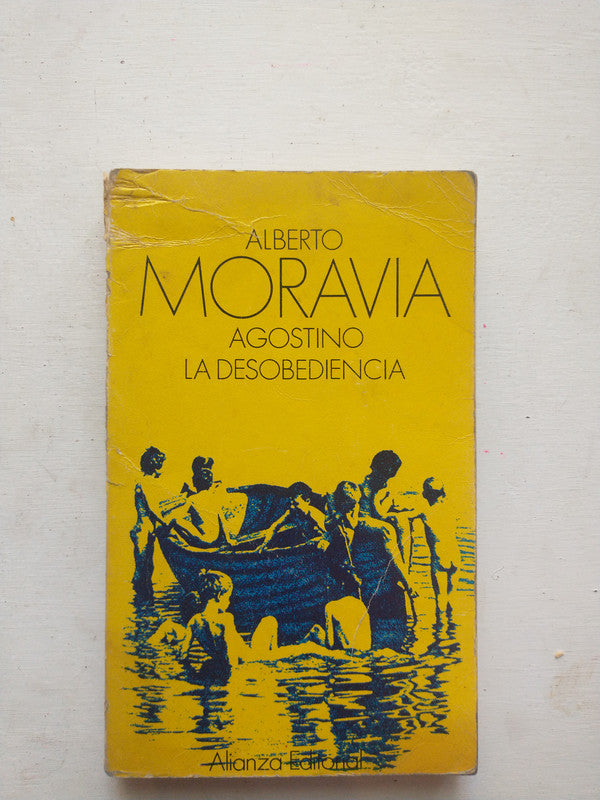 ALBERTO
MORAVIA
AGOSTINO
LA DESOBEDIENCIA
Alianza Editorial